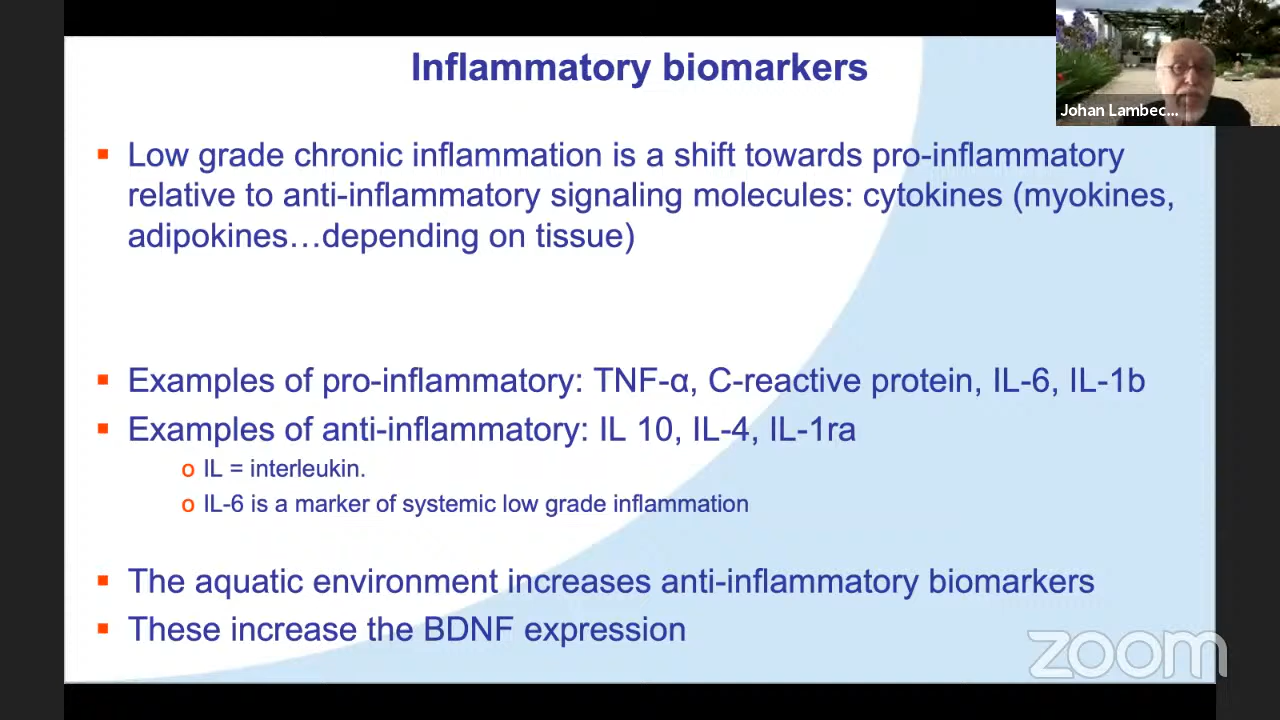 Inflammatory biomarkers
Johan Lambec...
Low grade chronic inflammation is a shift towards pro-inflammatory
relative to anti-inflammatory signaling molecules: cytokines (myokines,
adipokines…depending on tissue)
Examples of pro-inflammatory: TNF-α, C-reactive protein, IL-6, IL-1b
Examples of anti-inflammatory: IL 10, IL-4, IL-1ra
o IL = interleukin.
o IL-6 is a marker of systemic low grade inflammation
The aquatic environment increases anti-inflammatory biomarkers
These increase the BDNF expression
zoom